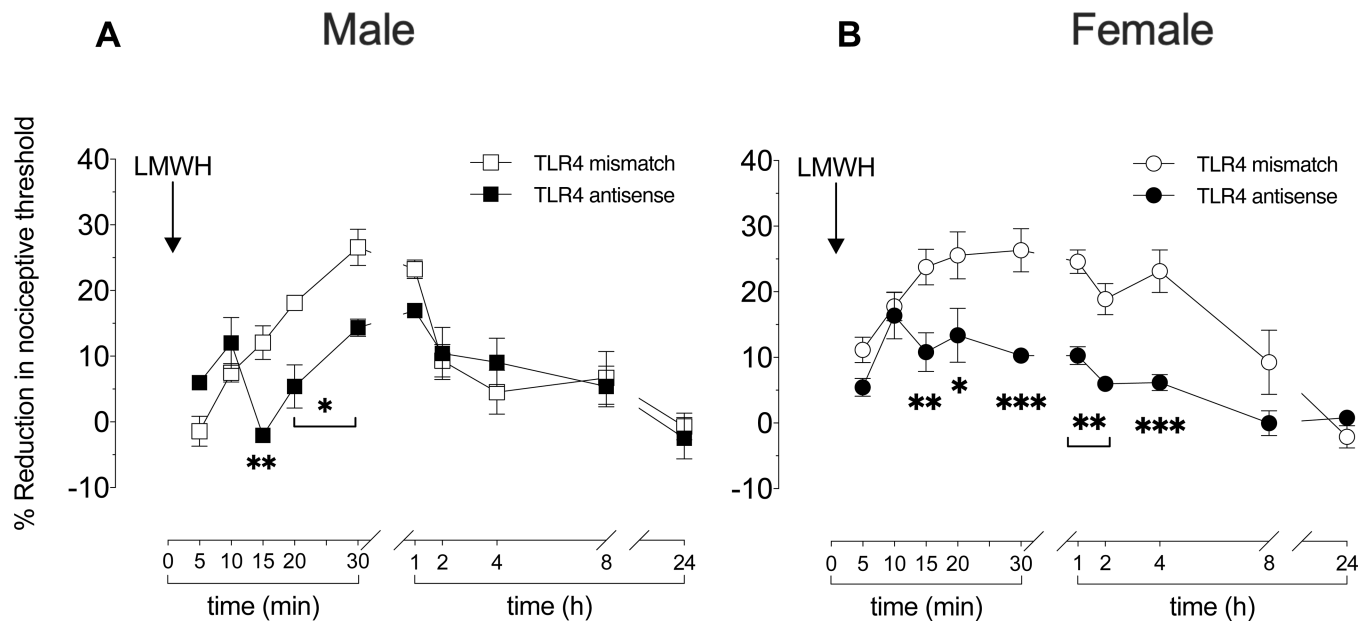 A
Male
% Reduction in nociceptive threshold
40
30
20
10
0
-10
LMWH
TLR4 mismatch
TLR4 antisense
*
**
0 5 10 15 20 30 1 2 4 8 24
time (min) time (h)
B
Female
40
30
20
10
0
-10
LMWH
TLR4 mismatch
TLR4 antisense
** * *** ** ***
0 5 10 15 20 30 1 2 4 8 24
time (min) time (h)